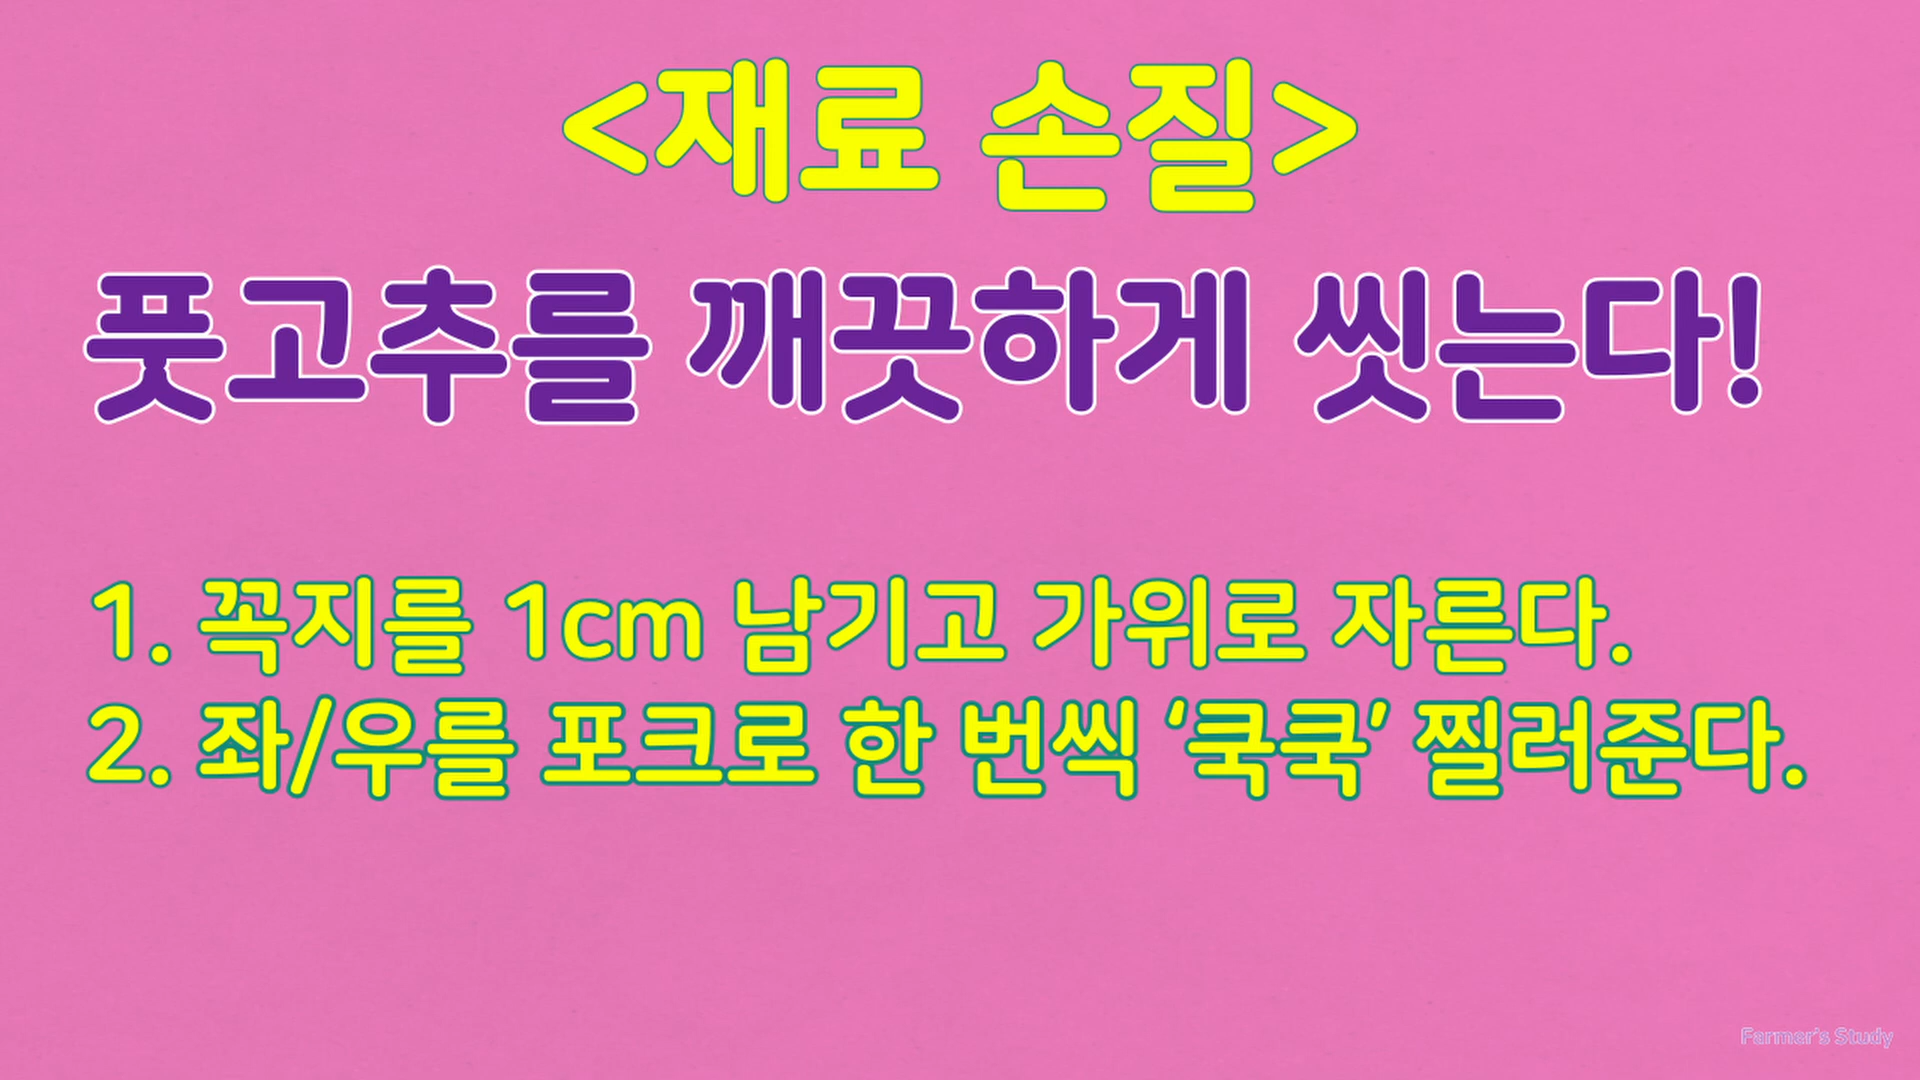 <재료 손질>
풋고추를 깨끗하게 씻는다!
1. 꼭지를 1cm 남기고 가위로 자른다.
2. 좌/우를 포크로 한 번씩 ‘쿡쿡’ 찔러준다.
Farmer's Study